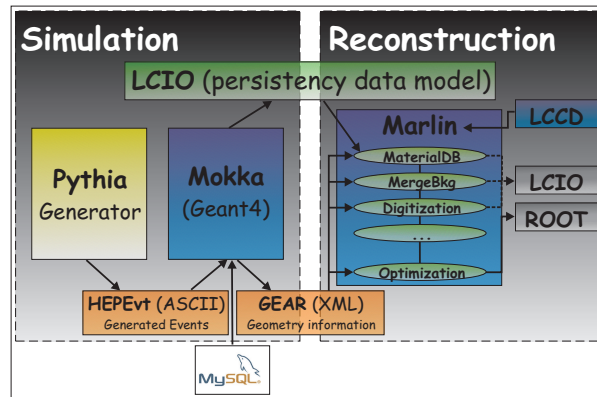 Simulation
Reconstruction
LCIO (persistency data model)
Pythia
Generator
Mokka
(Geant4)
Marlin
MaterialDB
MergeBkg
Digitization
...
Optimization
LCCD
LCIO
ROOT
HEPEvt (ASCII)
Generated Events
GEAR (XML)
Geometry information
MySQL®